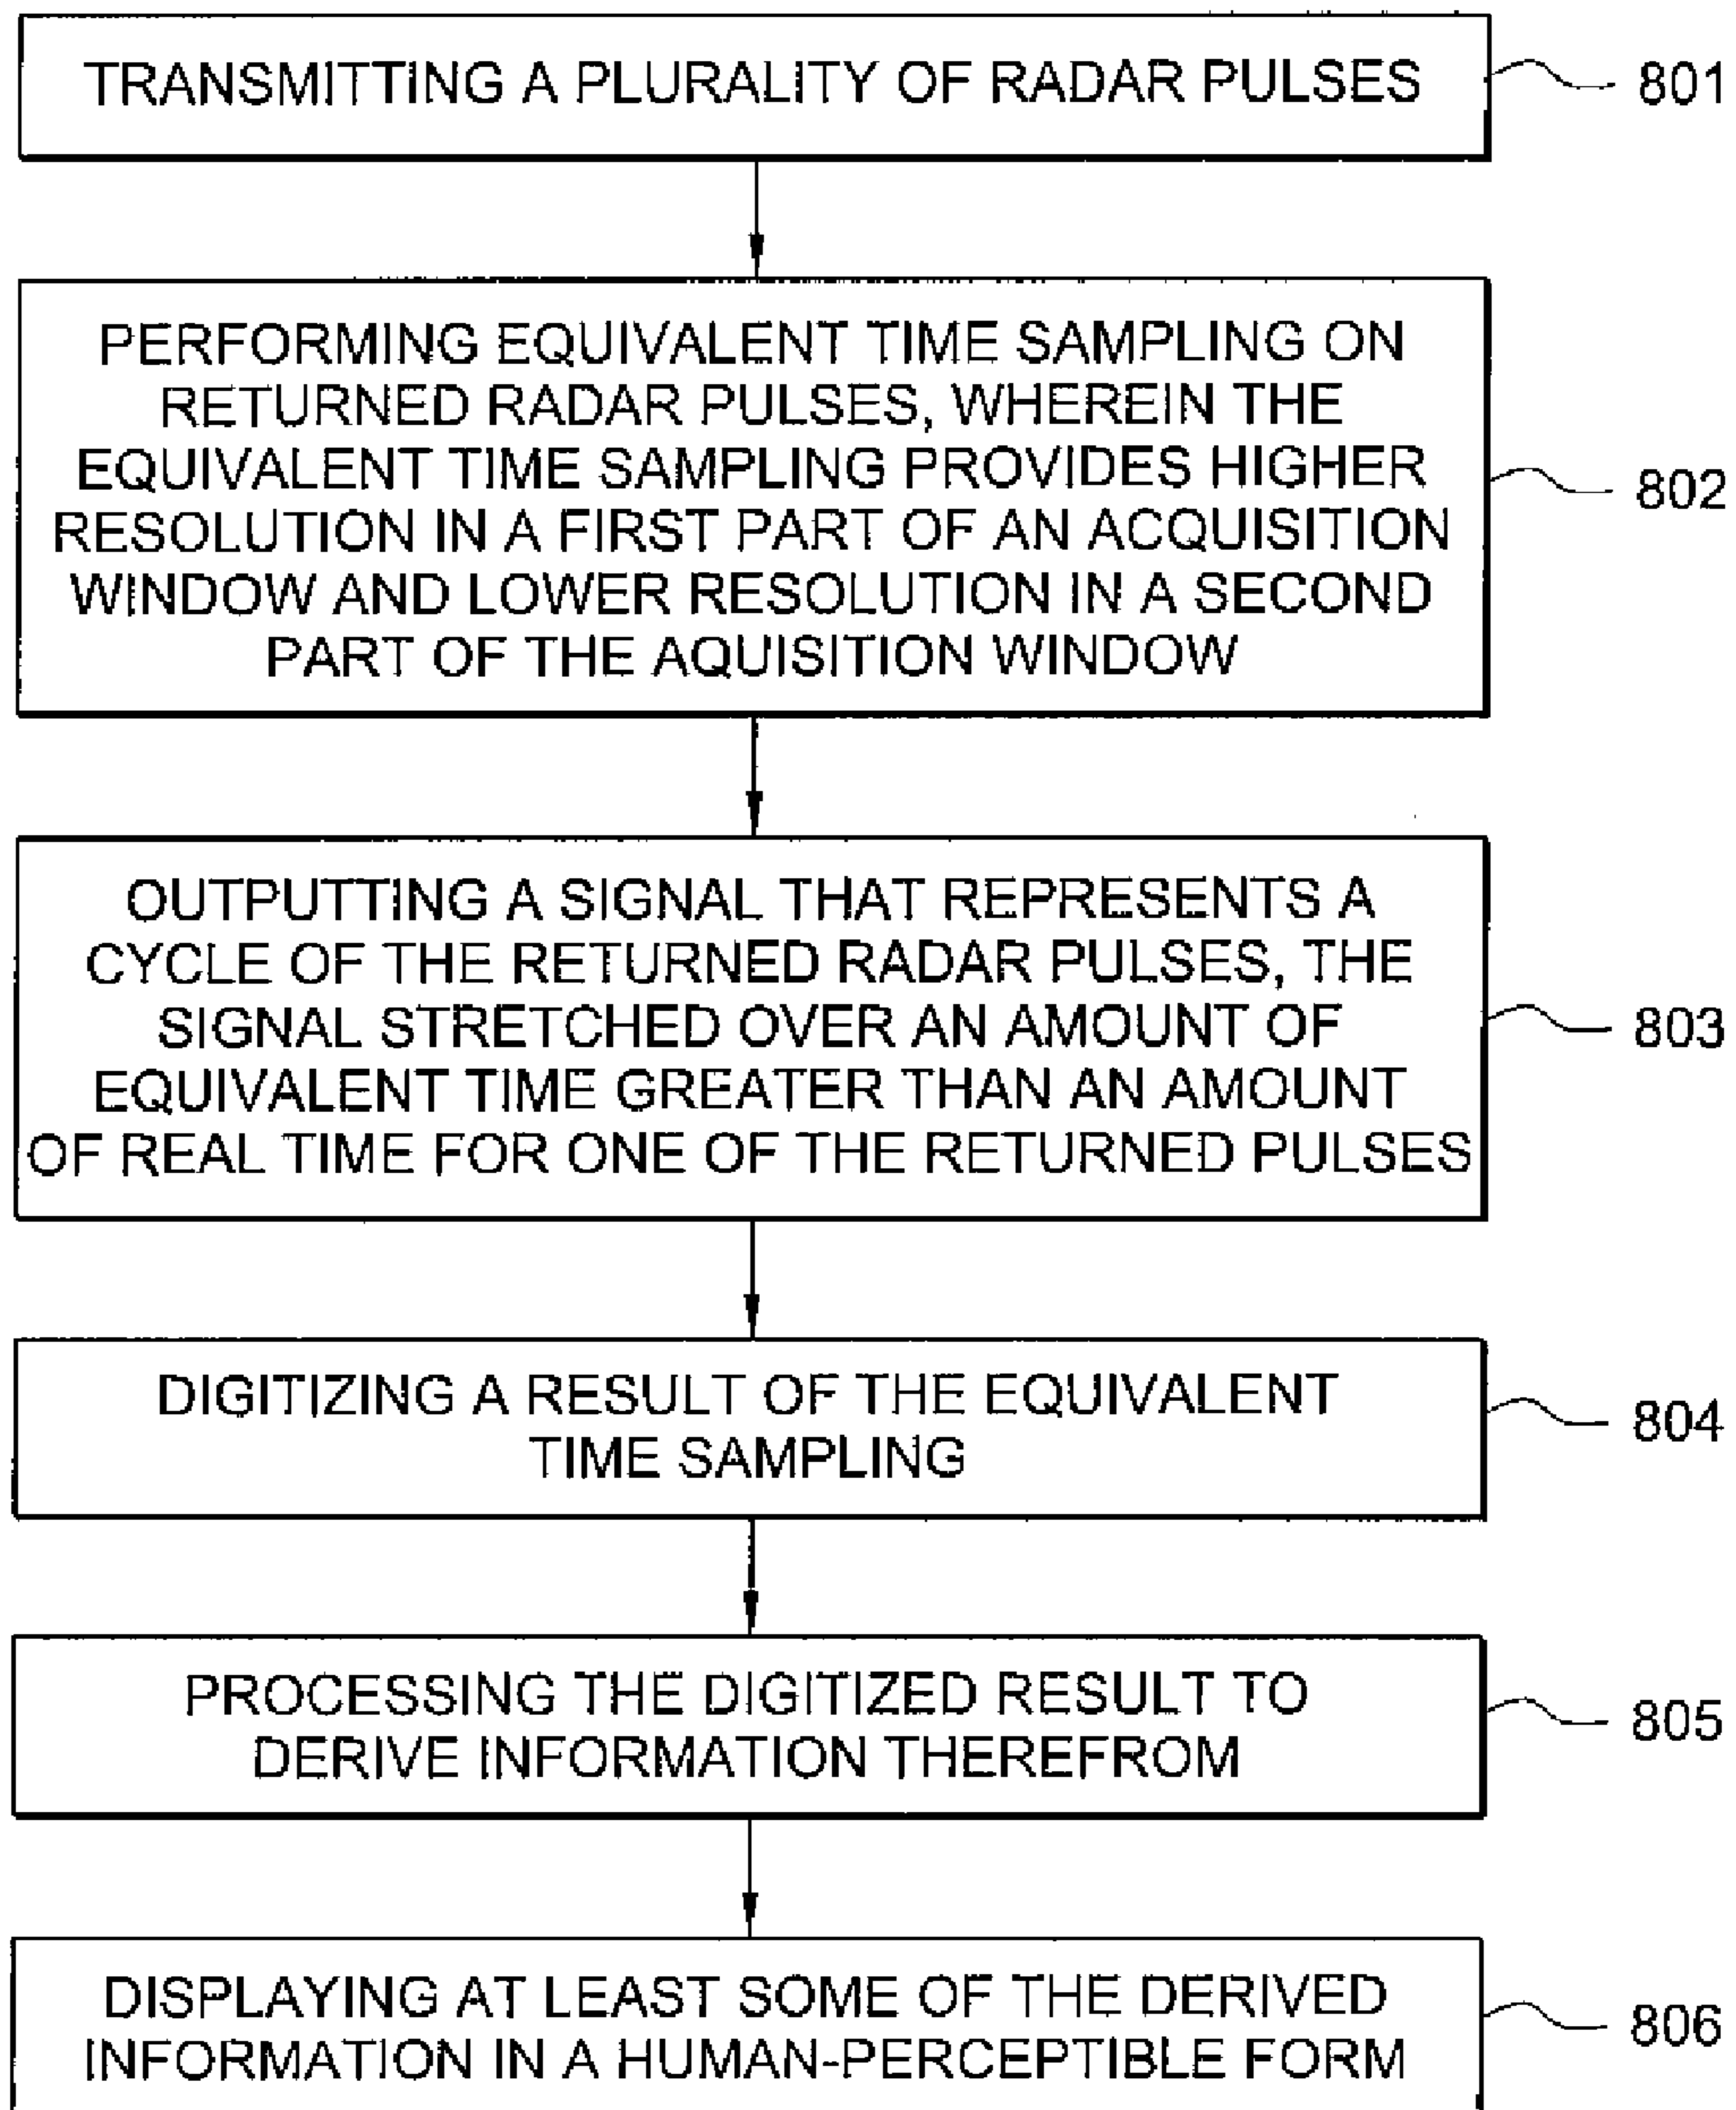 TRANSMITTING A PLURALITY OF RADAR PULSES
801
PERFORMING EQUIVALENT TIME SAMPLING ON
RETURNED RADAR PULSES, WHEREIN THE
EQUIVALENT TIME SAMPLING PROVIDES HIGHER
RESOLUTION IN A FIRST PART OF AN ACQUISITION
WINDOW AND LOWER RESOLUTION IN A SECOND
PART OF THE AQUISITION WINDOW
802
OUTPUTTING A SIGNAL THAT REPRESENTS A
CYCLE OF THE RETURNED RADAR PULSES, THE
SIGNAL STRETCHED OVER AN AMOUNT OF
EQUIVALENT TIME GREATER THAN AN AMOUNT
OF REAL TIME FOR ONE OF THE RETURNED PULSES
803
DIGITIZING A RESULT OF THE EQUIVALENT
TIME SAMPLING
804
PROCESSING THE DIGITIZED RESULT TO
DERIVE INFORMATION THEREFROM
805
DISPLAYING AT LEAST SOME OF THE DERIVED
INFORMATION IN A HUMAN-PERCEPTIBLE FORM
806